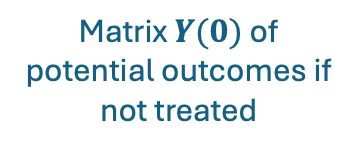 Matrix Y(0) of
potential outcomes if
not treated